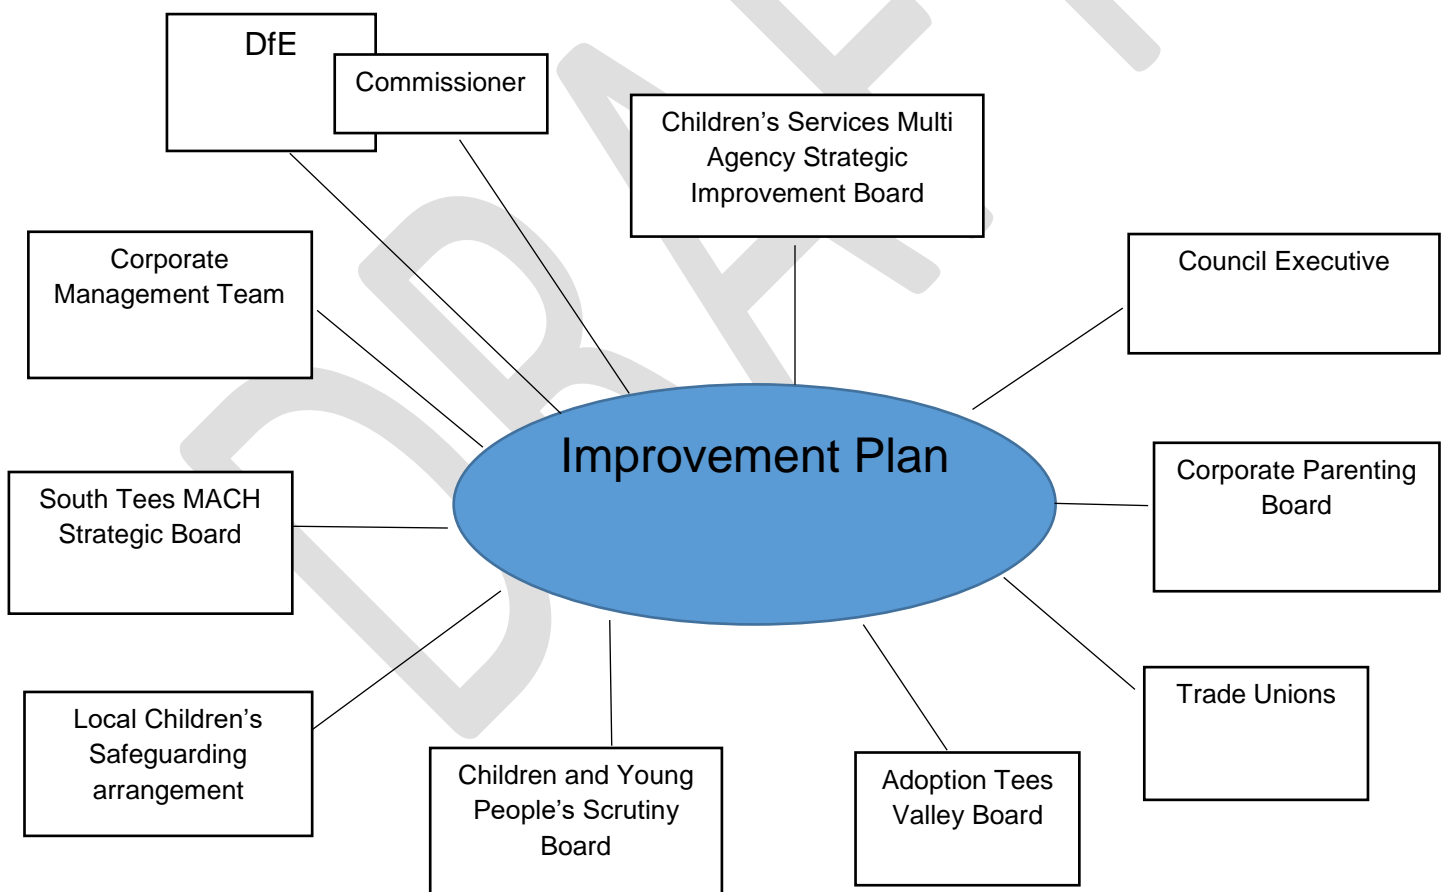 DfE
Commissioner
Children’s Services Multi
Agency Strategic
Improvement Board
Corporate
Management Team
Council Executive
Improvement Plan
South Tees MACH
Strategic Board
Corporate Parenting
Board
Local Children’s
Safeguarding
arrangement
Children and Young
People’s Scrutiny
Board
Adoption Tees
Valley Board
Trade Unions
DRAFT